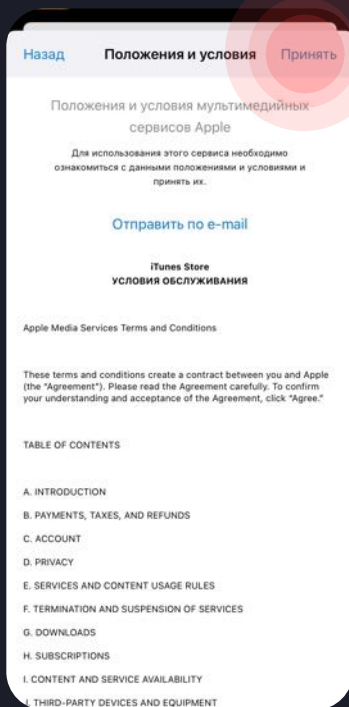 Назад Положения и условия Принять
Положения и условия мультимедийных
сервисов Apple
Для использования этого сервиса необходимо
ознакомиться с данными положениями и условиями и
принять их.
Отправить по e-mail
iTunes Store
УСЛОВИЯ ОБСЛУЖИВАНИЯ
Apple Media Services Terms and Conditions
These terms and conditions create a contract between you and Apple
(the “Agreement”). Please read the Agreement carefully. To confirm
your understanding and acceptance of the Agreement, click “Agree.”
TABLE OF CONTENTS
A. INTRODUCTION
B. PAYMENTS, TAXES, AND REFUNDS
C. ACCOUNT
D. PRIVACY
E. SERVICES AND CONTENT USAGE RULES
F. TERMINATION AND SUSPENSION OF SERVICES
G. DOWNLOADS
H. SUBSCRIPTIONS
I. CONTENT AND SERVICE AVAILABILITY
J. THIRD-PARTY DEVICES AND EQUIPMENT